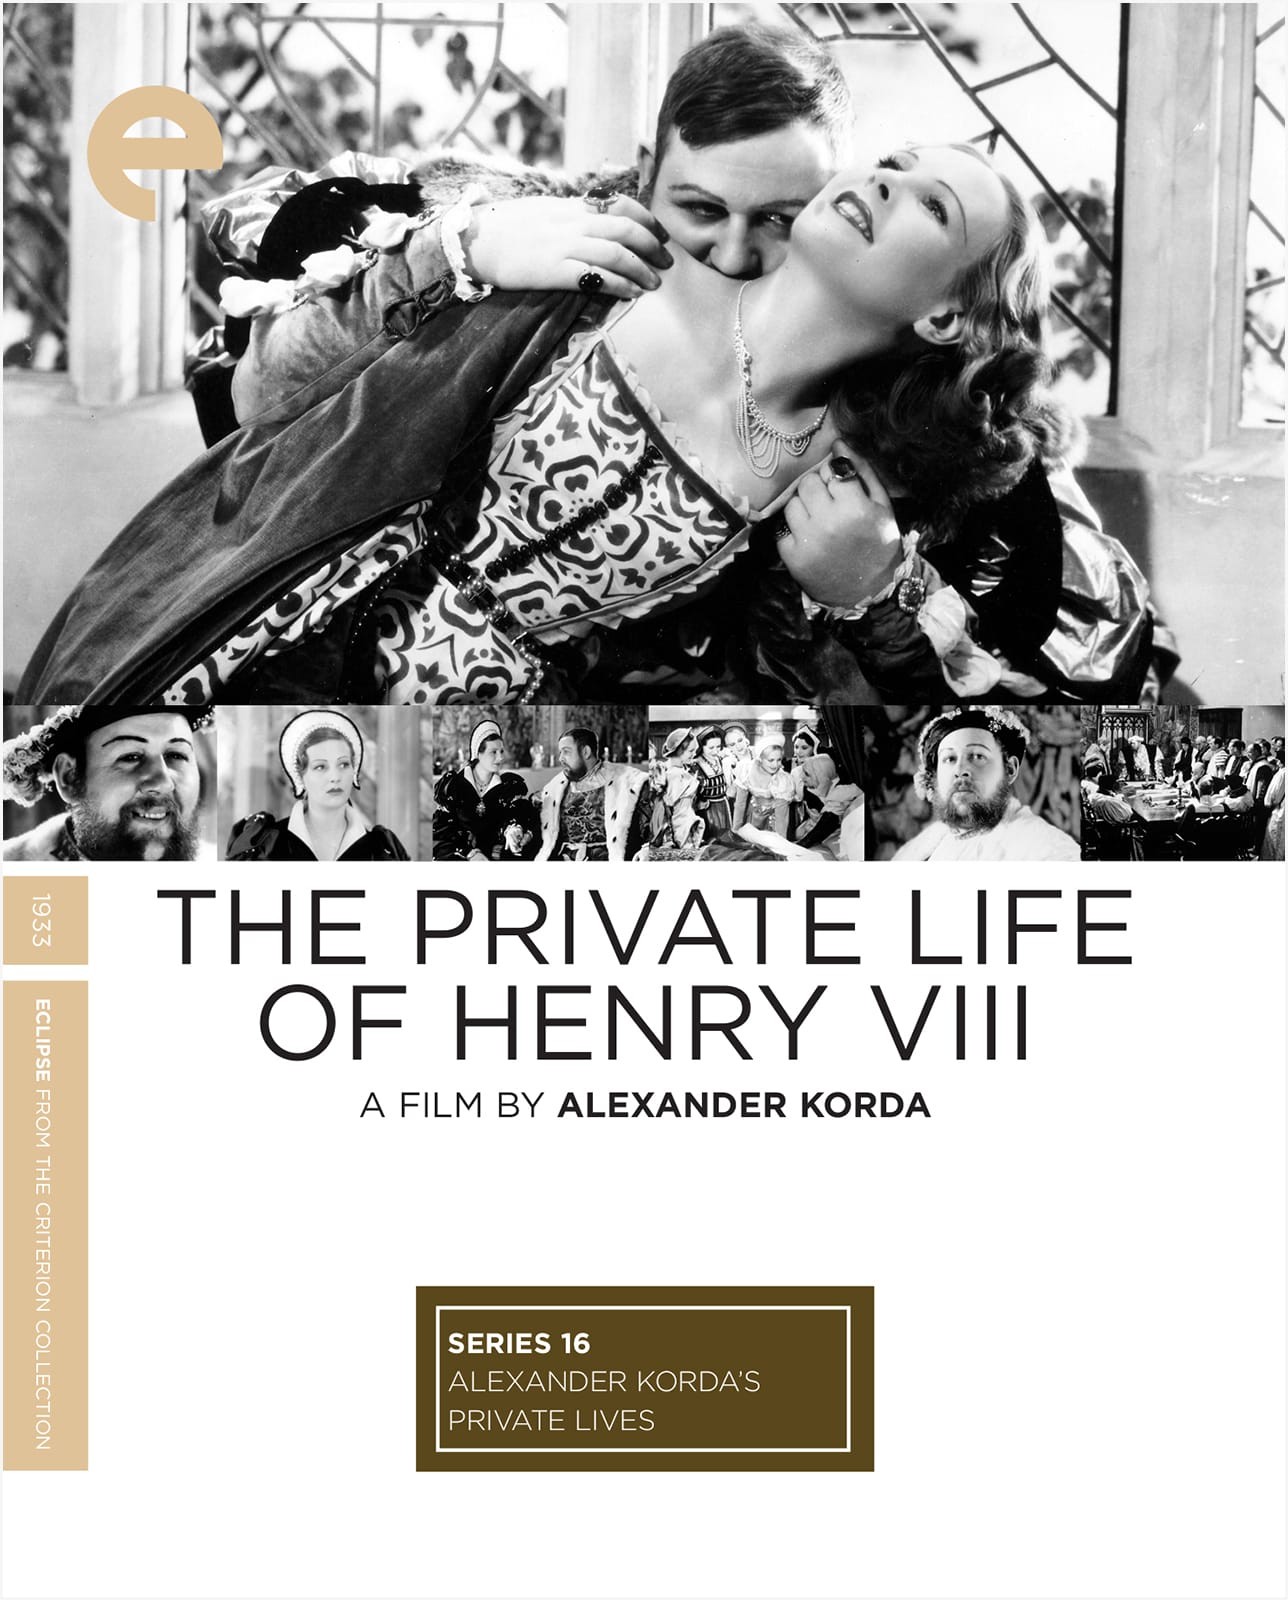 e
1933
ECLIPSE FROM THE CRITERION COLLECTION
THE PRIVATE LIFE
OF HENRY VIII
A FILM BY ALEXANDER KORDA
SERIES 16
ALEXANDER KORDA'S
PRIVATE LIVES